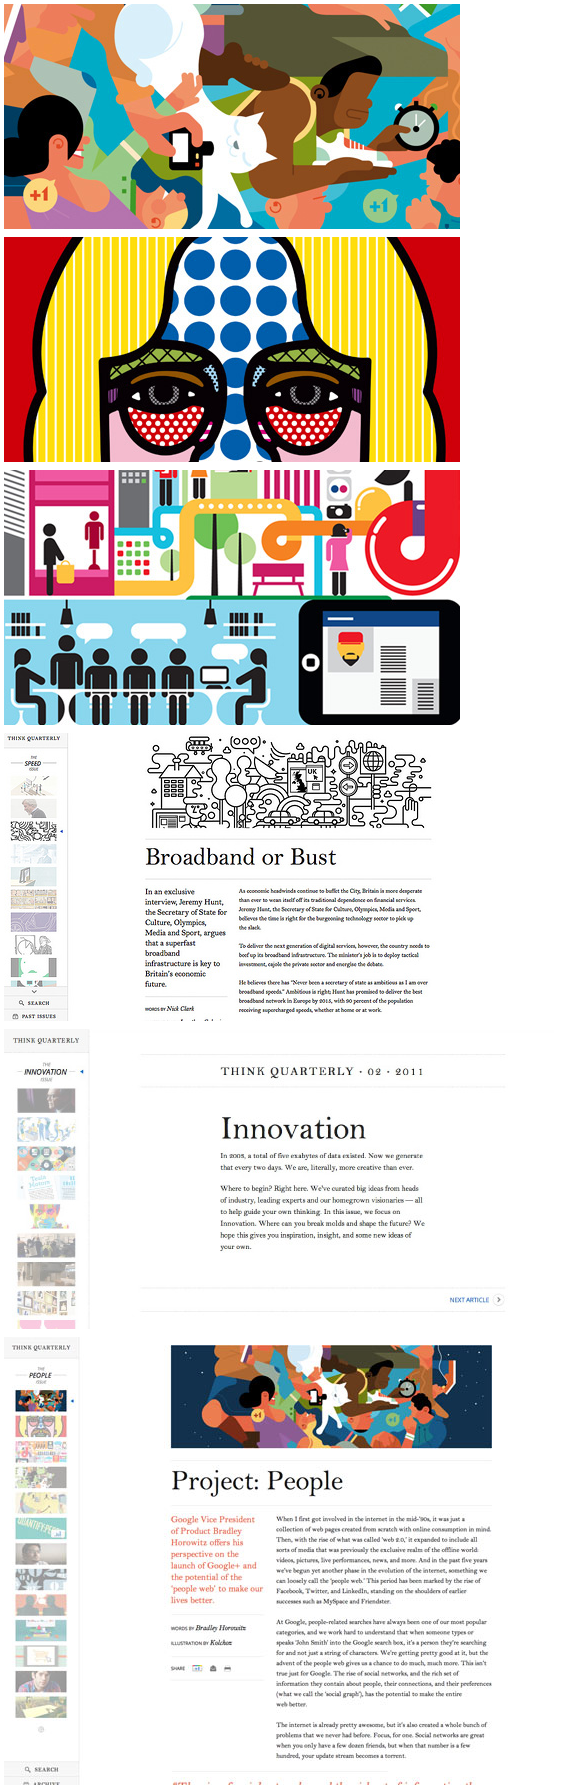 +1
+1
THINK QUARTERLY
THE
SPEED
ISSUE
SEARCH
PAST ISSUES
UK
Broadband or Bust
In an exclusive
interview, Jeremy Hunt,
the Secretary of State for
Culture, Olympics,
Media and Sport, argues
that a superfast
broadband
infrastructure is key to
Britain's economic
future.
WORDS BY Nick Clark
As economic headwinds continue to buffet the City, Britain is more desperate
than ever to wean itself off its traditional dependence on financial services.
Jeremy Hunt, the Secretary of State for Culture, Olympics, Media and Sport,
believes the time is right for the burgeoning technology sector to pick up
the slack.
To deliver the next generation of digital services, however, the country needs to
beef up its broadband infrastructure. The minister's job is to deploy tactical
investment, cajole the private sector and energise the debate.
He believes there has "Never been a secretary of state as ambitious as I am over
broadband speeds." Ambitious is right; Hunt has promised to deliver the best
broadband network in Europe by 2015, with 90 percent of the population
receiving supercharged speeds, whether at home or at work.
THINK QUARTERLY
THE
INNOVATION
ISSUE
THINK QUARTERLY · 02 · 2011
Innovation
In 2003, a total of five exabytes of data existed. Now we generate
that every two days. We are, literally, more creative than ever.
Where to begin? Right here. We've curated big ideas from heads
of industry, leading experts and our homegrown visionaries — all
to help guide your own thinking. In this issue, we focus on
Innovation. Where can you break molds and shape the future? We
hope this gives you inspiration, insight, and some new ideas of
your own.
NEXT ARTICLE
THINK QUARTERLY
THE
PEOPLE
ISSUE
SEARCH
ARCHIVE
+1
+1
Project: People
Google Vice President
of Product Bradley
Horowitz offers his
perspective on the
launch of Google+ and
the potential of the
'people web' to make our
lives better.
WORDS BY Bradley Horowitz
ILLUSTRATION BY Kolchoz
SHARE
When I first got involved in the internet in the mid-'90s, it was just a
collection of web pages created from scratch with online consumption in mind.
Then, with the rise of what was called 'web 2.0,' it expanded to include all
sorts of media that was previously the exclusive realm of the offline world:
videos, pictures, live performances, news, and more. And in the past five years
we've begun yet another phase in the evolution of the internet, something we
can loosely call the 'people web.' This period has been marked by the rise of
Facebook, Twitter, and LinkedIn, standing on the shoulders of earlier
successes such as MySpace and Friendster.
At Google, people-related searches have always been one of our most popular
categories, and we work hard to understand that when someone types or
speaks 'John Smith' into the Google search box, it's a person they're searching
for and not just a string of characters. We're getting pretty good at it, but the
advent of the people web gives us a chance to do much, much more. This isn't
true just for Google. The rise of social networks, and the rich set of
information they contain about people, their connections, and their preferences
(what we call the 'social graph'), has the potential to make the entire
web better.
The internet is already pretty awesome, but it's also created a whole bunch of
problems that we never had before. Focus, for one. Social networks are great
when you only have a few dozen friends, but when that number is a few
hundred, your update stream becomes a torrent.